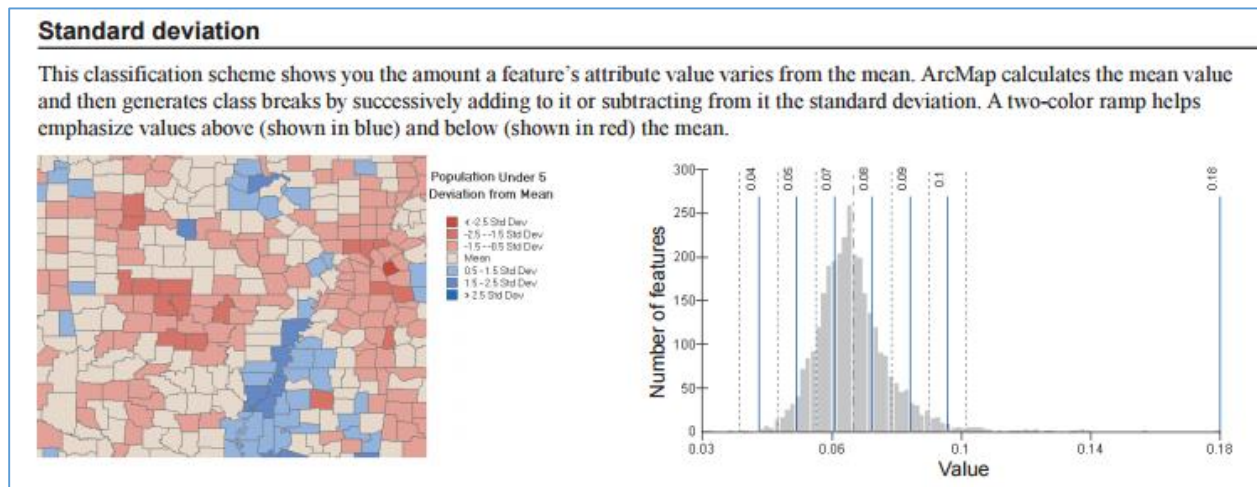 Standard deviation
This classification scheme shows you the amount a feature's attribute value varies from the mean. ArcMap calculates the mean value
and then generates class breaks by successively adding to it or subtracting from it the standard deviation. A two-color ramp helps
emphasize values above (shown in blue) and below (shown in red) the mean.
Population Under 5
Deviation from Mean
< -2.5 Std Dev
-2.5 - -1.5 Std Dev
-1.5 - -0.5 Std Dev
Mean
0.5 - 1.5 Std Dev
1.5 - 2.5 Std Dev
> 2.5 Std Dev
0.04
0.05
0.07
0.08
0.09
0.1
0.18
300
250
200
150
100
50
0
Number of features
0.03
0.06
0.1
0.14
0.18
Value